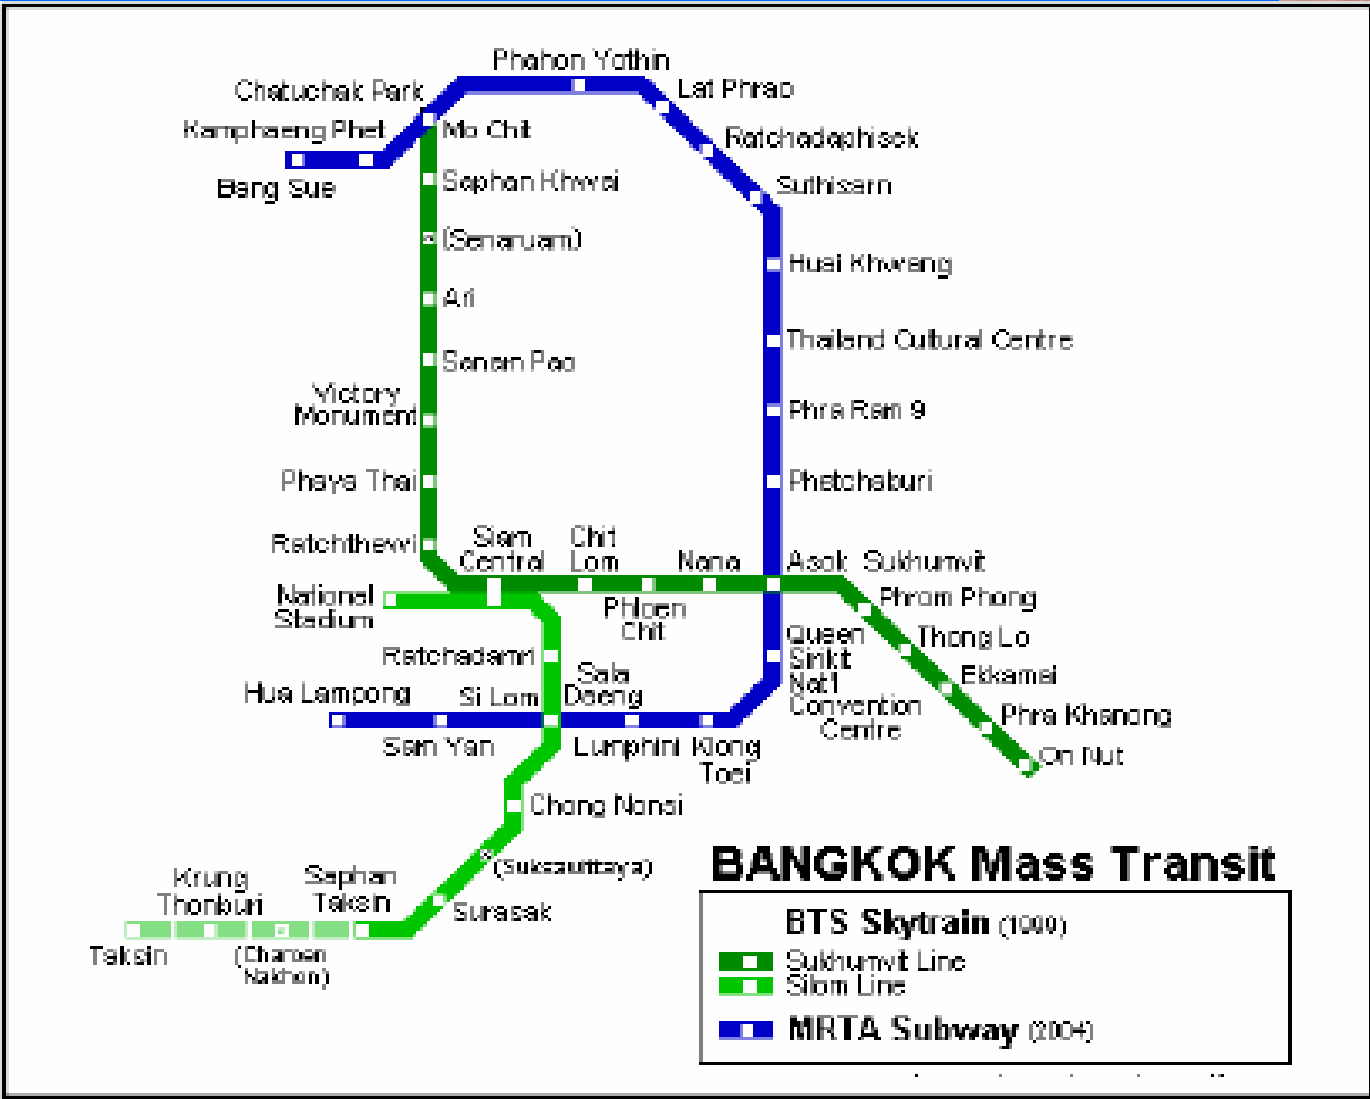 Phahon Yothin
Chatuchak Park
Lat Phrao
Kamphaeng Phet
Mo Chit
Ratchadaphisek
Bang Sue
Saphan Khwai
Suthisarn
(Senaruam)
Huai Khwang
Ari
Thailand Cultural Centre
Sanam Pao
Victory
Monument
Phra Ram 9
Phaya Thai
Phetchaburi
Ratchthewi
Siam
Central
Chit
Lom
Nana
Asok
Sukhumvit
National
Stadium
Phloen
Chit
Phrom Phong
Thong Lo
Ekkamai
Phra Khanong
On Nut
Queen
Sirikit
Nat'l
Convention
Centre
Ratchadamri
Hua Lampong
Si Lom
Sala
Daeng
Sam Yan
Lumphini
Klong
Toei
Chong Nonsi
(Suksawittaya)
Surasak
Krung
Thonburi
Saphan
Taksin
Taksin
(Charoen
Nakhon)
BANGKOK Mass Transit
BTS Skytrain (1999)
Sukhumvit Line
Silom Line
MRTA Subway (2004)